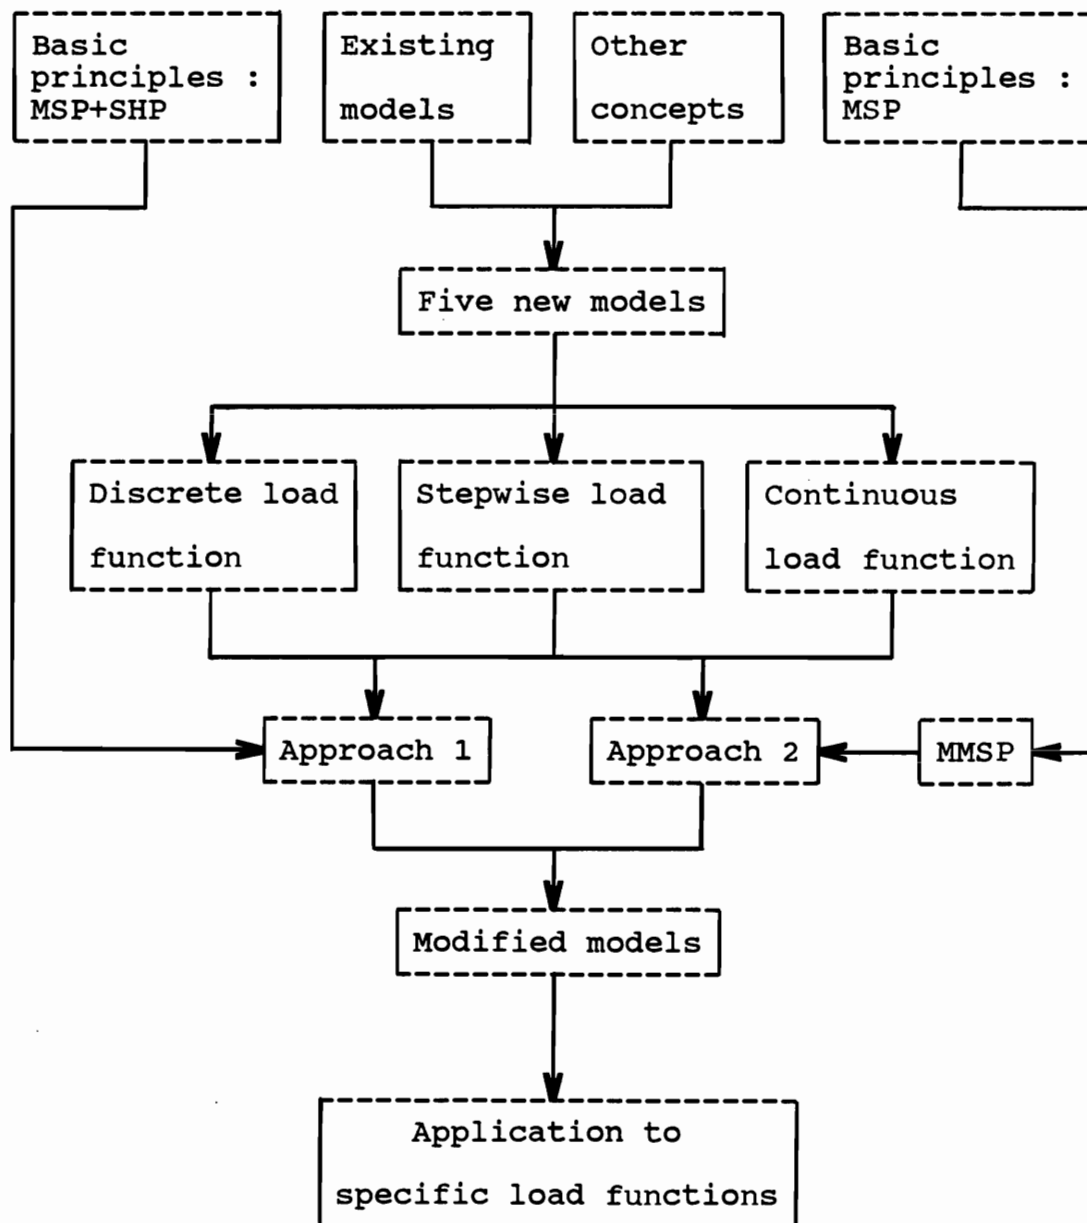 Basic
principles :
MSP+SHP
Existing
models
Other
concepts
Basic
principles :
MSP
Five new models
Discrete load
function
Stepwise load
function
Continuous
load function
Approach 1
Approach 2
MMSP
Modified models
Application to
specific load functions